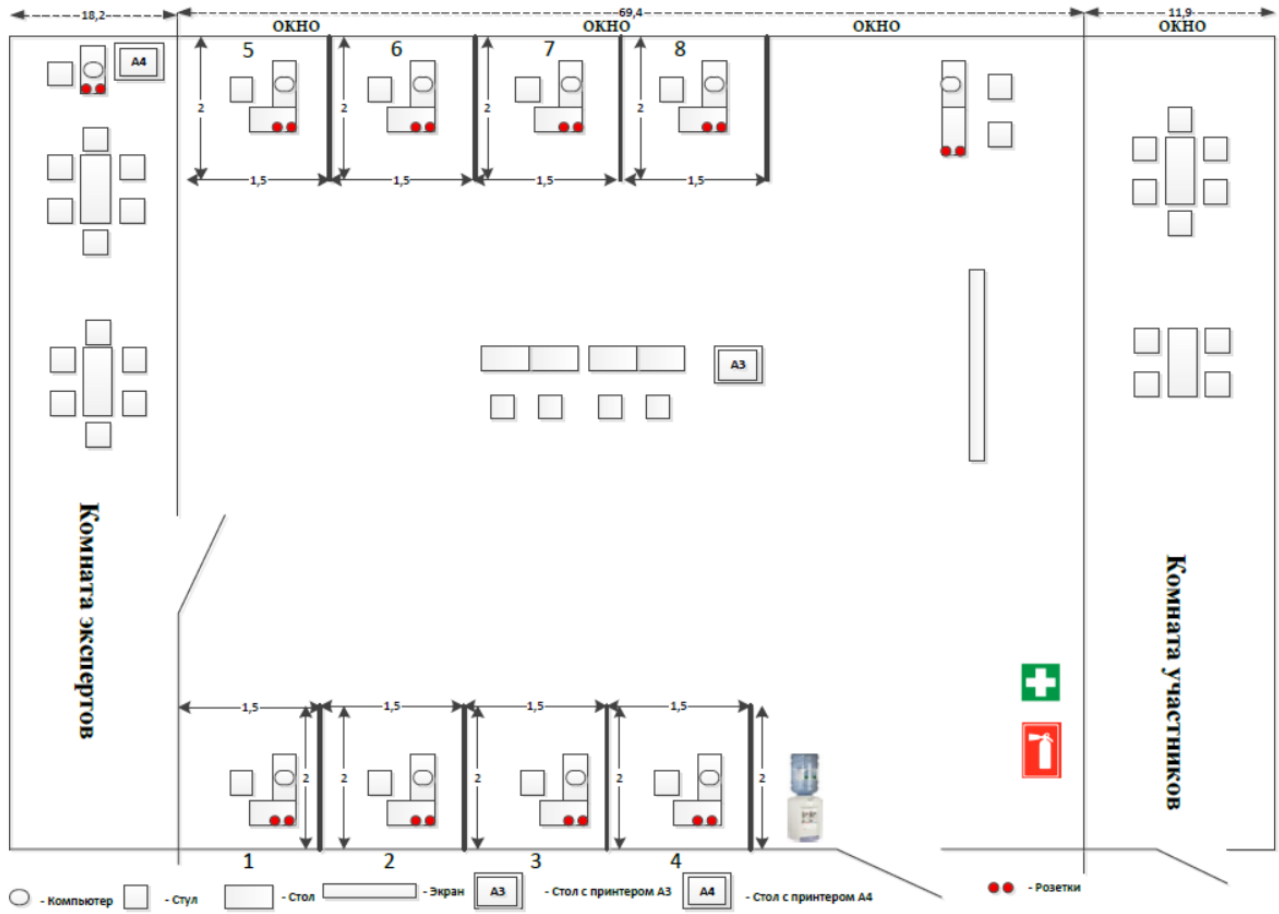 18,2 69,4 11,9
ОКНО ОКНО ОКНО ОКНО
5 6 7 8
A4
2 2 2 2
1,5 1,5 1,5 1,5
A3
Комната экспертов
Комната участников
1,5 1,5 1,5 1,5
2 2 2 2 2
1 2 3 4
- Компьютер - Стул - Стол - Экран A3 - Стол с принтером А3 A4 - Стол с принтером А4 - Розетки